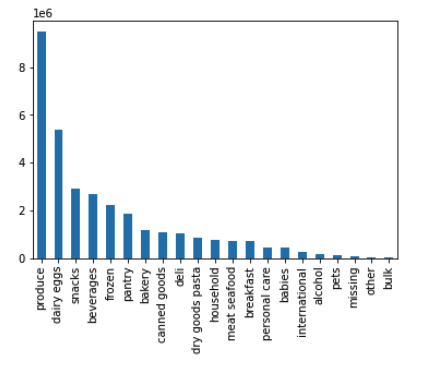 1e6
8
6
4
2
0
produce
dairy eggs
snacks
beverages
frozen
pantry
bakery
canned goods
deli
dry goods pasta
household
meat seafood
breakfast
personal care
babies
international
alcohol
pets
missing
other
bulk